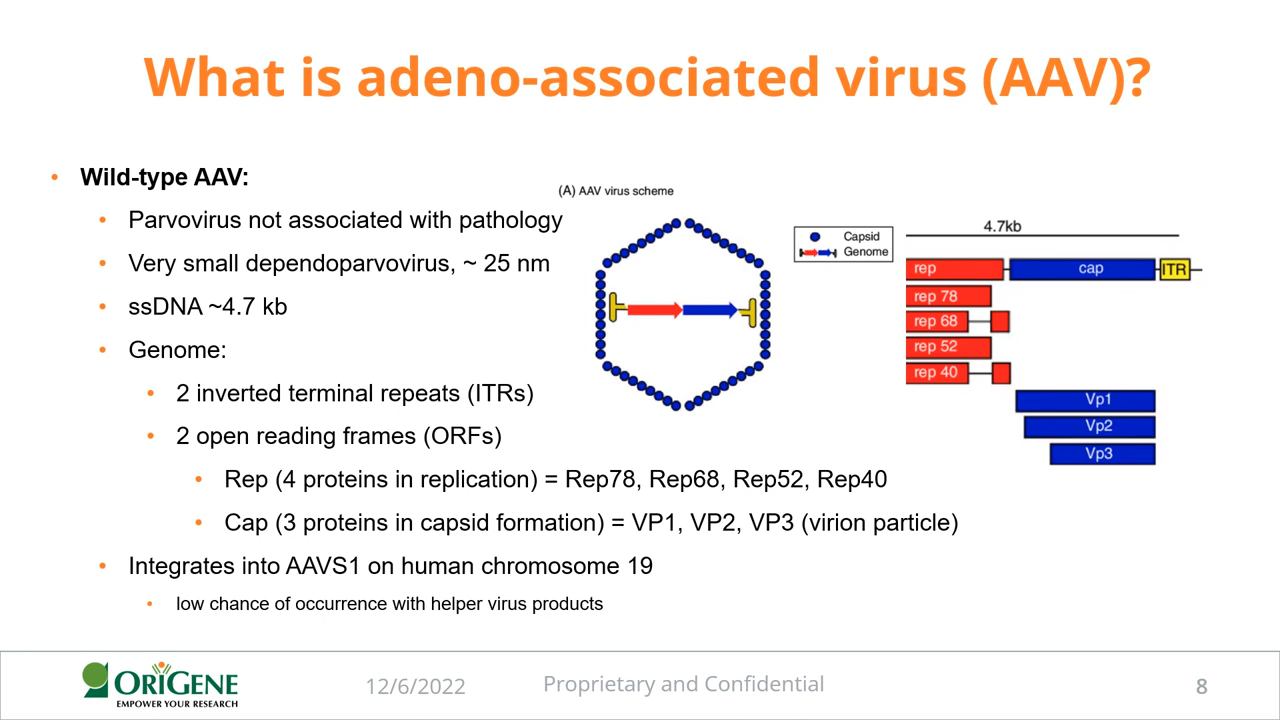 What is adeno-associated virus (AAV)?
• Wild-type AAV:
• Parvovirus not associated with pathology
• Very small dependoparvovirus, ~ 25 nm
• ssDNA ~4.7 kb
• Genome:
• 2 inverted terminal repeats (ITRs)
• 2 open reading frames (ORFs)
• Rep (4 proteins in replication) = Rep78, Rep68, Rep52, Rep40
• Cap (3 proteins in capsid formation) = VP1, VP2, VP3 (virion particle)
• Integrates into AAVS1 on human chromosome 19
• low chance of occurrence with helper virus products
(A) AAV virus scheme
Capsid
Genome
4.7kb
rep cap ITR
rep 78
rep 68
rep 52
rep 40
Vp1
Vp2
Vp3
ORIGENE
EMPOWER YOUR RESEARCH
12/6/2022
Proprietary and Confidential
8